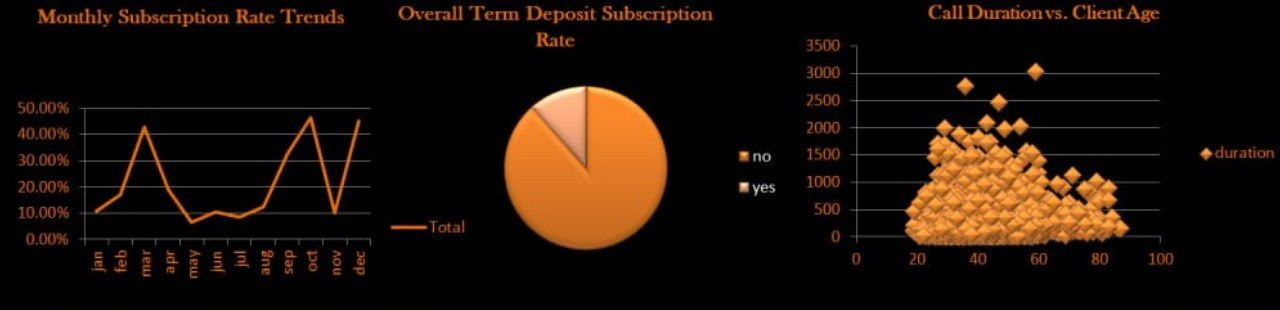 Monthly Subscription Rate Trends
50.00%
40.00%
30.00%
20.00%
10.00%
0.00%
jan
feb
mar
apr
may
jun
jul
aug
sep
oct
nov
dec
Total
Overall Term Deposit Subscription
Rate
no
yes
Call Duration vs. Client Age
3500
3000
2500
2000
1500
1000
500
0
0 20 40 60 80 100
duration